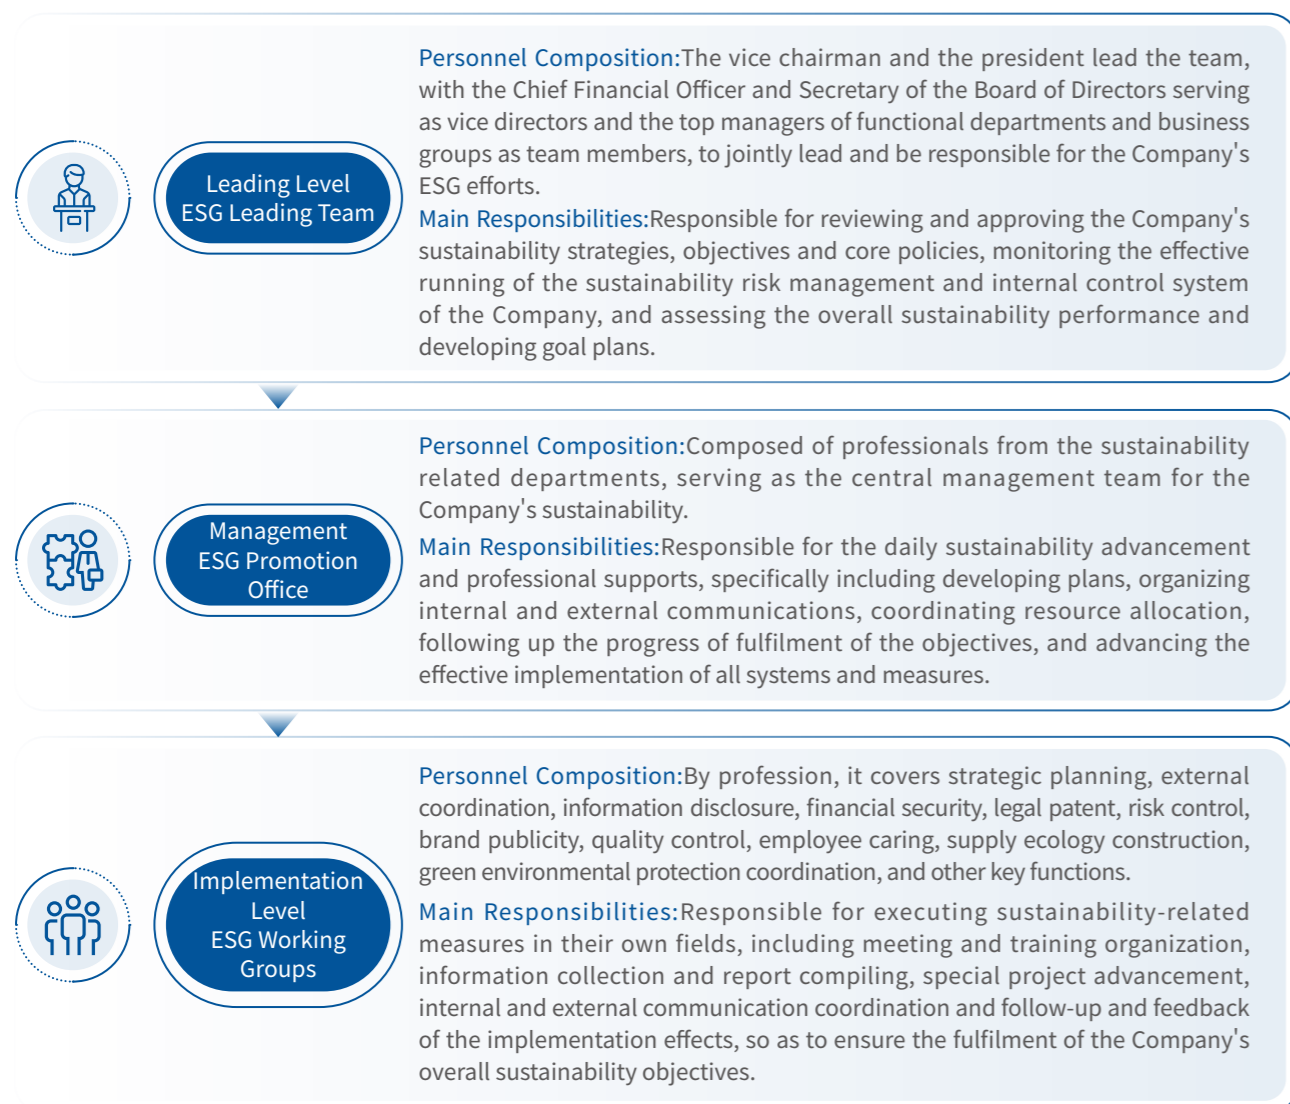 Personnel Composition:The vice chairman and the president lead the team,
with the Chief Financial Officer and Secretary of the Board of Directors serving
as vice directors and the top managers of functional departments and business
groups as team members, to jointly lead and be responsible for the Company's
ESG efforts.
Leading Level
ESG Leading Team
Main Responsibilities:Responsible for reviewing and approving the Company's
sustainability strategies, objectives and core policies, monitoring the effective
running of the sustainability risk management and internal control system
of the Company, and assessing the overall sustainability performance and
developing goal plans.
Personnel Composition:Composed of professionals from the sustainability
related departments, serving as the central management team for the
Company's sustainability.
Management
ESG Promotion
Office
Main Responsibilities:Responsible for the daily sustainability advancement
and professional supports, specifically including developing plans, organizing
internal and external communications, coordinating resource allocation,
following up the progress of fulfilment of the objectives, and advancing the
effective implementation of all systems and measures.
Personnel Composition:By profession, it covers strategic planning, external
coordination, information disclosure, financial security, legal patent, risk control,
brand publicity, quality control, employee caring, supply ecology construction,
green environmental protection coordination, and other key functions.
Implementation
Level
ESG Working
Groups
Main Responsibilities:Responsible for executing sustainability-related
measures in their own fields, including meeting and training organization,
information collection and report compiling, special project advancement,
internal and external communication coordination and follow-up and feedback
of the implementation effects, so as to ensure the fulfilment of the Company's
overall sustainability objectives.